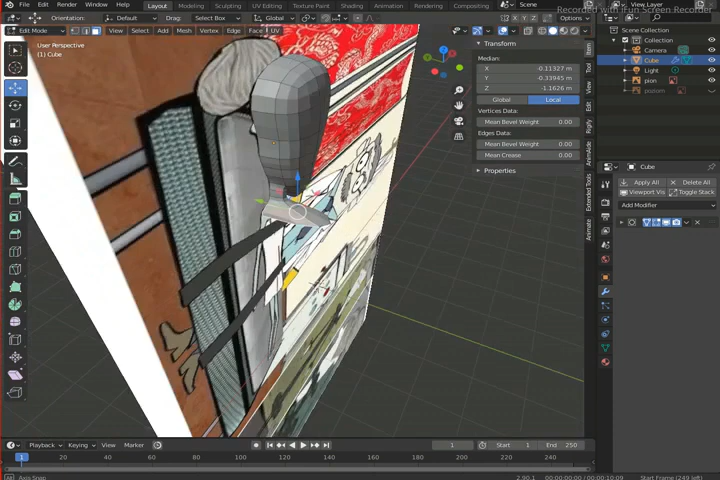 Recorded with iFun Screen Recorder
File Edit Render Window Help Layout Modeling Sculpting UV Editing Texture Paint Shading Animation Rendering Scene View_Layer
Orientation: Default Drag: Select Box Global X Y Z Options
Edit Mode View Select Add Mesh Vertex Edge Face UV
User Perspective
(1) Cube
Transform
Median:
X -0.11327 m
Y -0.33945 m
Z -1.1626 m
Global Local
Vertices Data:
Mean Bevel Weight 0.00
Edges Data:
Mean Bevel Weight 0.00
Mean Crease 0.00
Properties
Item
Tool
View
Edit
Rigify
AnimAide
Extended Tools
Animate
Scene Collection
Collection
Camera
Cube
Light
pion
Cube
Apply All Delete All
Viewport Vis Toggle Stack
Add Modifier
Playback Keying View Marker 1 Start 1 End 250
1 20 40 60 80 100 120 140 160 180 200 220 240
Axis Snap 2.90.1